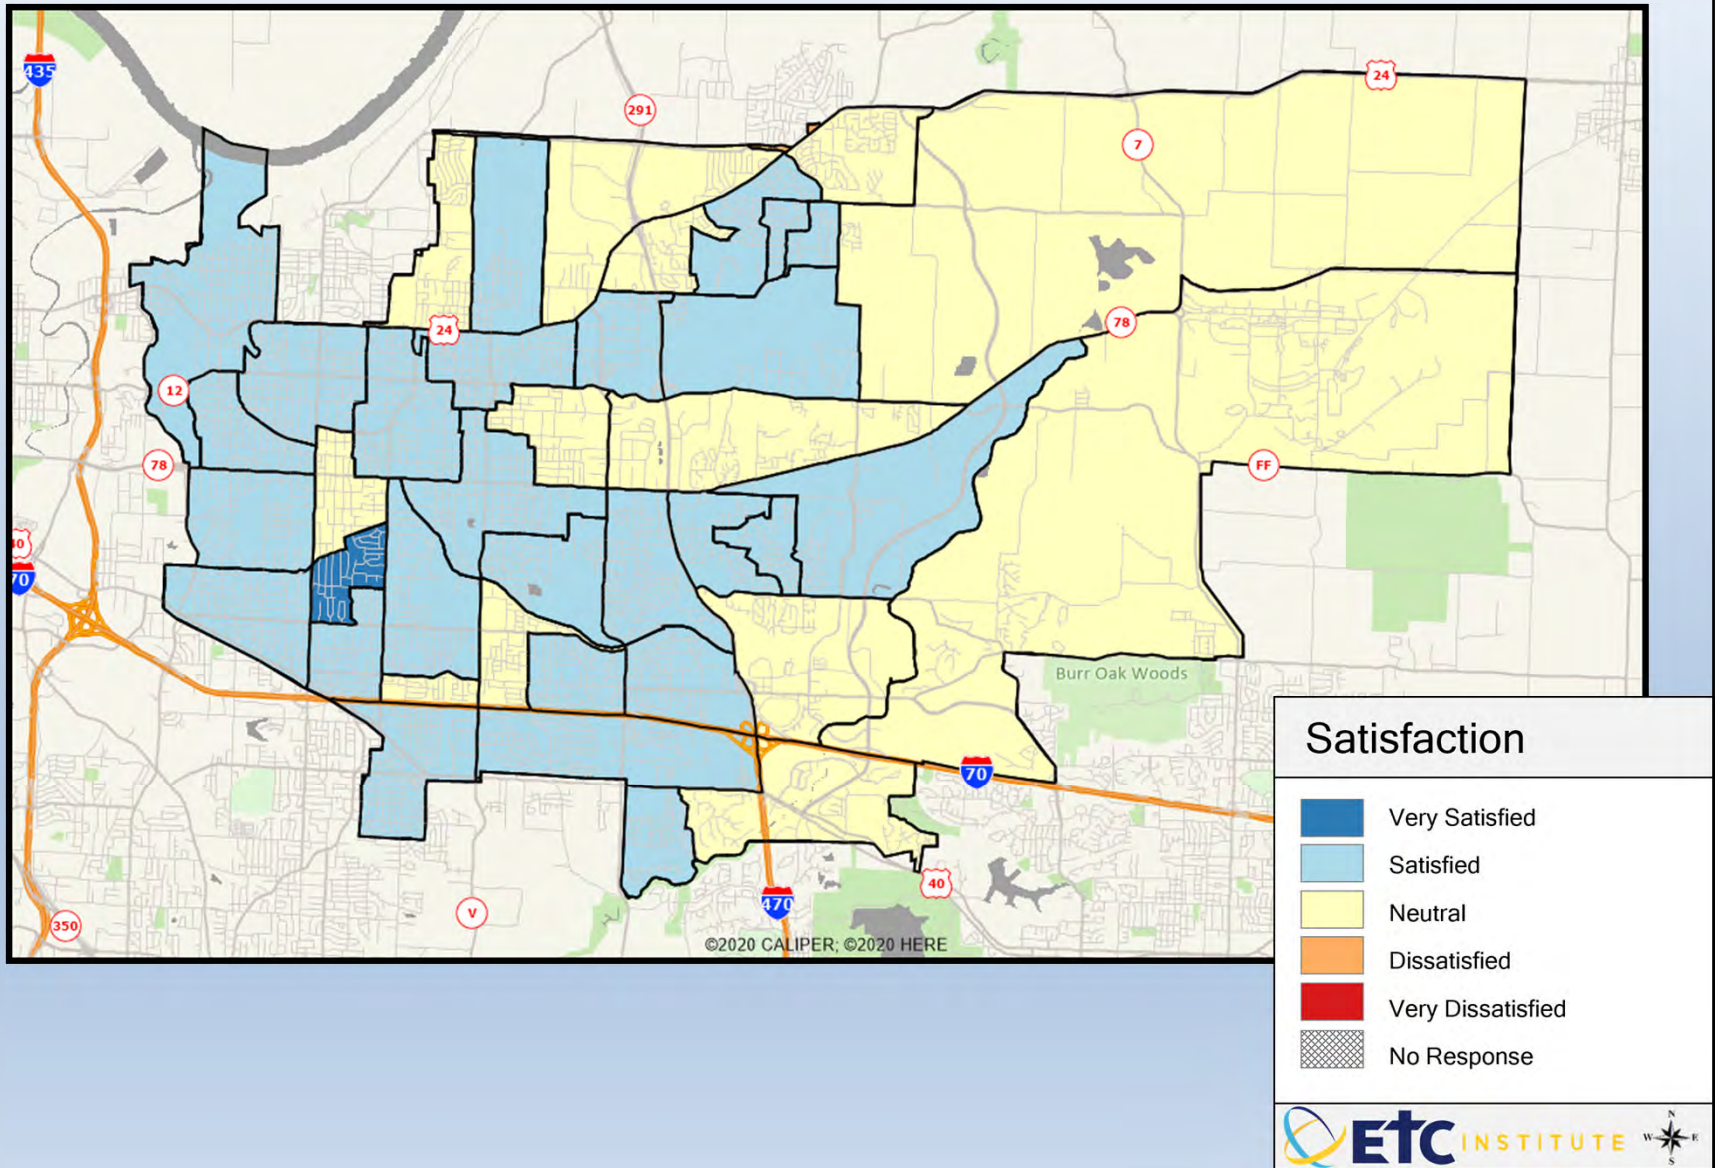 435
291
24
7
24
78
12
78
FF
40
70
Burr Oak Woods
70
40
470
V
350
©2020 CALIPER; ©2020 HERE
Satisfaction
Very Satisfied
Satisfied
Neutral
Dissatisfied
Very Dissatisfied
No Response
ETC INSTITUTE
N
W E
S